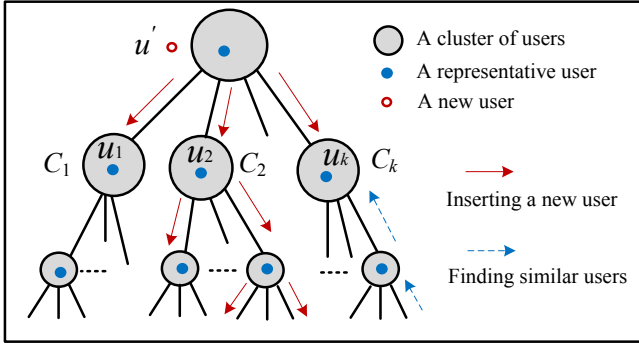 u'
A cluster of users
A representative user
A new user
C1 u1 u2 C2 uk Ck
Inserting a new user
Finding similar users